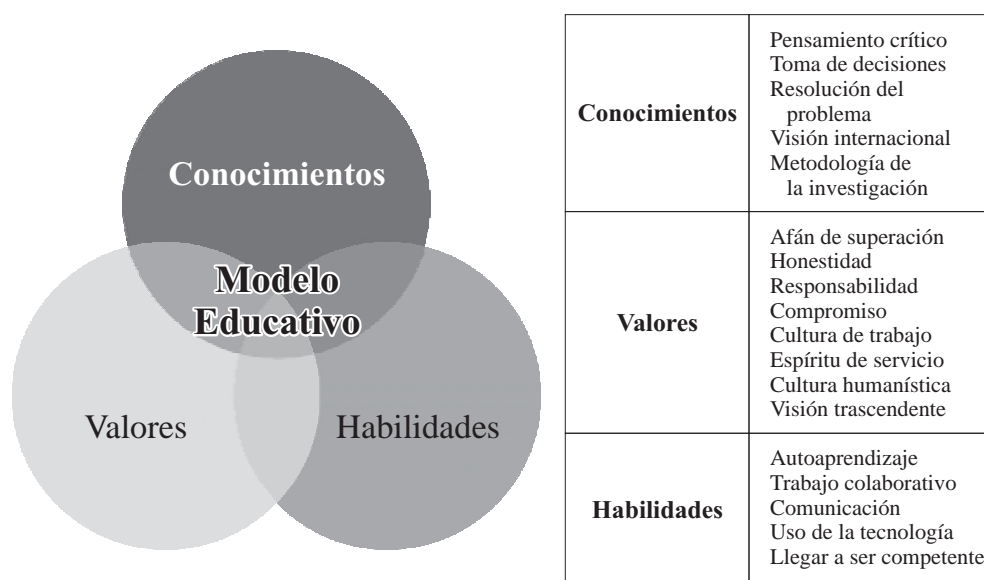 Conocimientos
Modelo
Educativo
Valores
Habilidades
Conocimientos
Pensamiento crítico
Toma de decisiones
Resolución del
problema
Visión internacional
Metodología de
la investigación
Valores
Afán de superación
Honestidad
Responsabilidad
Compromiso
Cultura de trabajo
Espíritu de servicio
Cultura humanística
Visión trascendente
Habilidades
Autoaprendizaje
Trabajo colaborativo
Comunicación
Uso de la tecnología
Llegar a ser competente